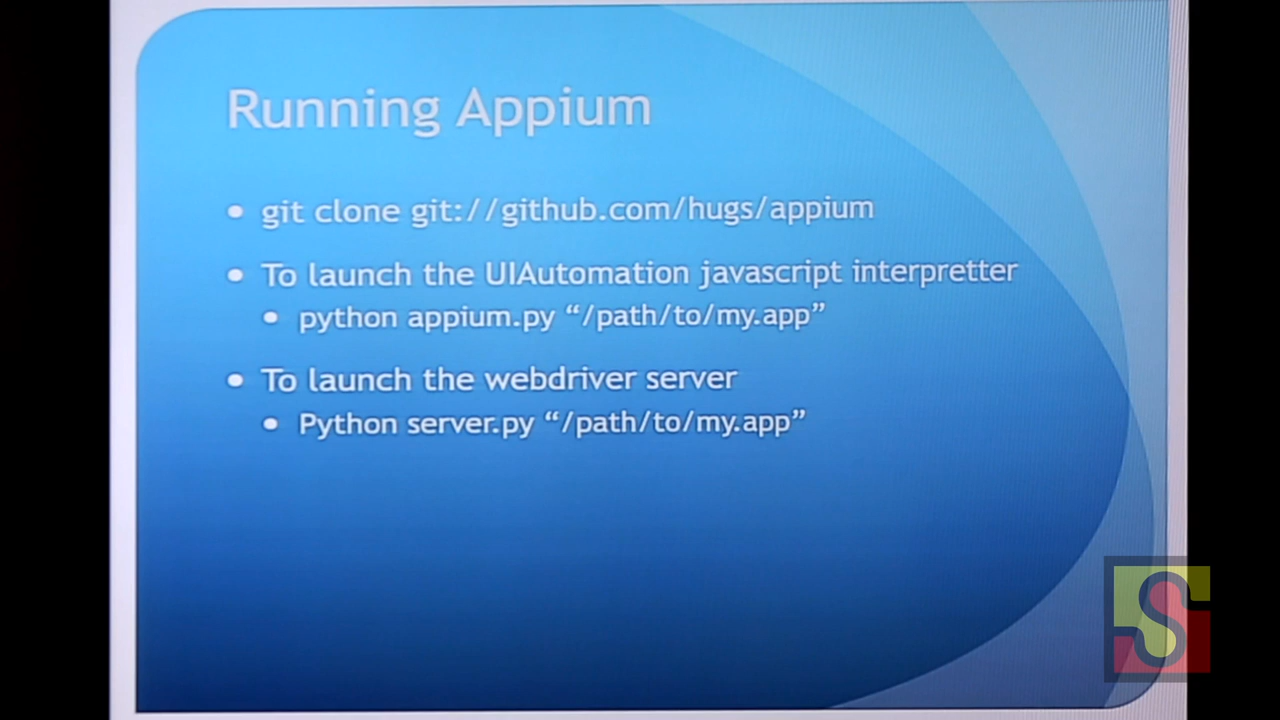 Running Appium
• git clone git://github.com/hugs/appium
• To launch the UIAutomation javascript interpretter
• python appium.py “/path/to/my.app”
• To launch the webdriver server
• Python server.py “/path/to/my.app”
S